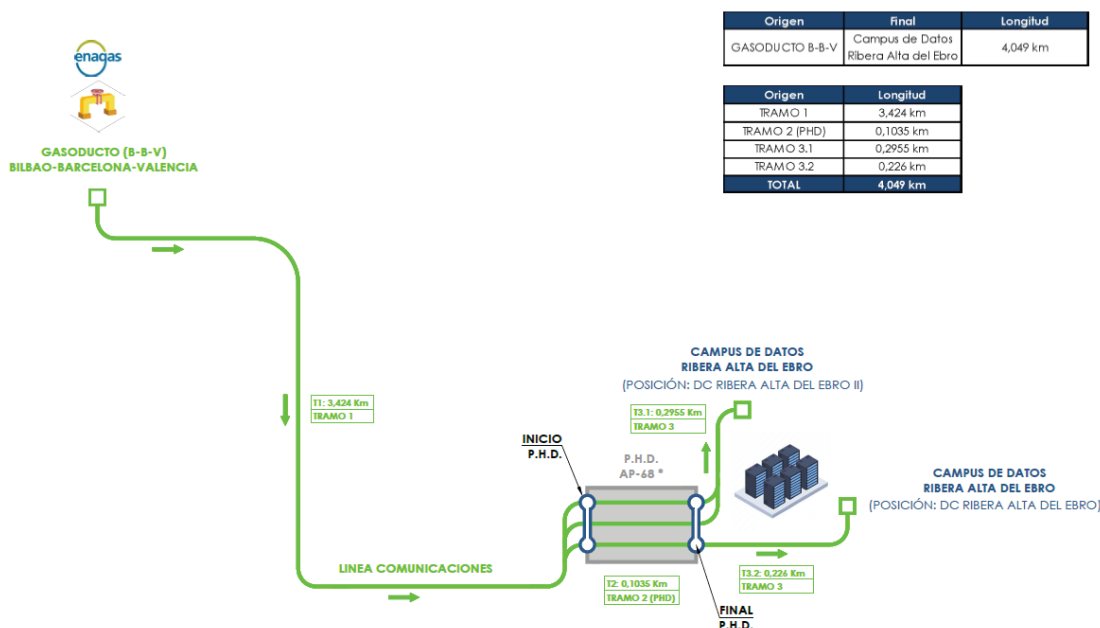 Origen Final Longitud
GASODUCTO B-B-V Campus de Datos Ribera Alta del Ebro 4,049 km
Origen Longitud
TRAMO 1 3,424 km
TRAMO 2 (PHD) 0,1035 km
TRAMO 3.1 0,2955 km
TRAMO 3.2 0,226 km
TOTAL 4,049 km
enagas
GASODUCTO (B-B-V)
BILBAO-BARCELONA-VALENCIA
T1: 3,424 Km
TRAMO 1
CAMPUS DE DATOS
RIBERA ALTA DEL EBRO
(POSICIÓN: DC RIBERA ALTA DEL EBRO II)
T3.1: 0,2955 Km
TRAMO 3
INICIO
P.H.D.
P.H.D.
AP-68 *
CAMPUS DE DATOS
RIBERA ALTA DEL EBRO
(POSICIÓN: DC RIBERA ALTA DEL EBRO)
LINEA COMUNICACIONES
T2: 0,1035 Km
TRAMO 2 (PHD)
T3.2: 0,226 Km
TRAMO 3
FINAL
P.H.D.